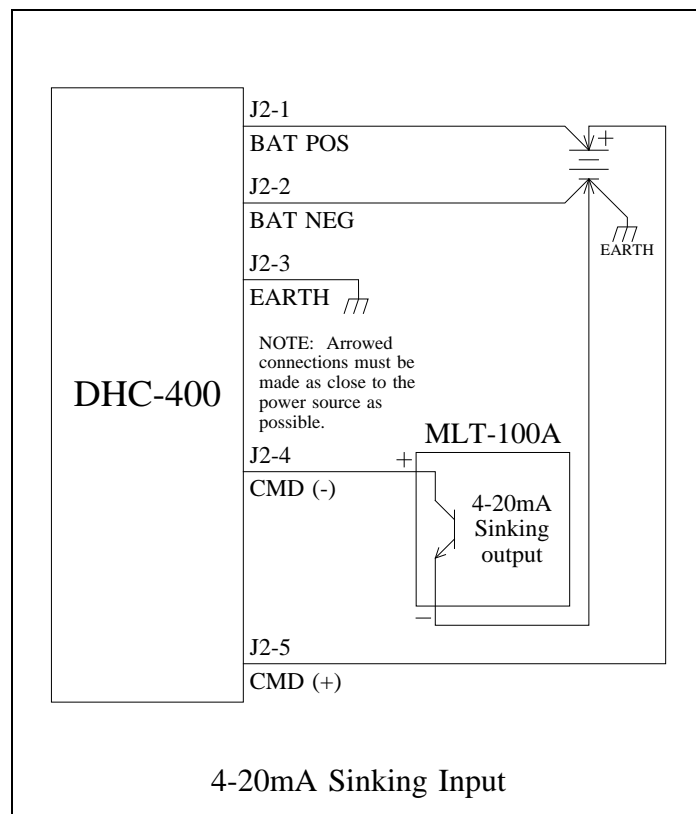 J2-1
BAT POS
+
J2-2
BAT NEG
EARTH
J2-3
EARTH
NOTE: Arrowed
connections must be
made as close to the
power source as
possible.
DHC-400
MLT-100A
J2-4
+
CMD (-)
4-20mA
Sinking
output
−
J2-5
CMD (+)
4-20mA Sinking Input